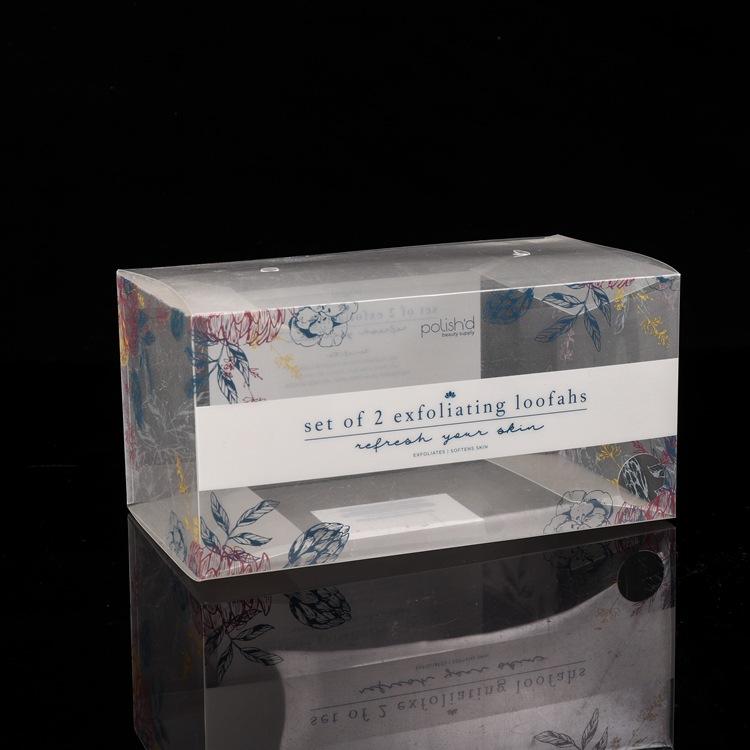 polish'd
beauty supply
set of 2 exfoliating loofahs
refresh your skin
EXFOLIATES | SOFTENS SKIN